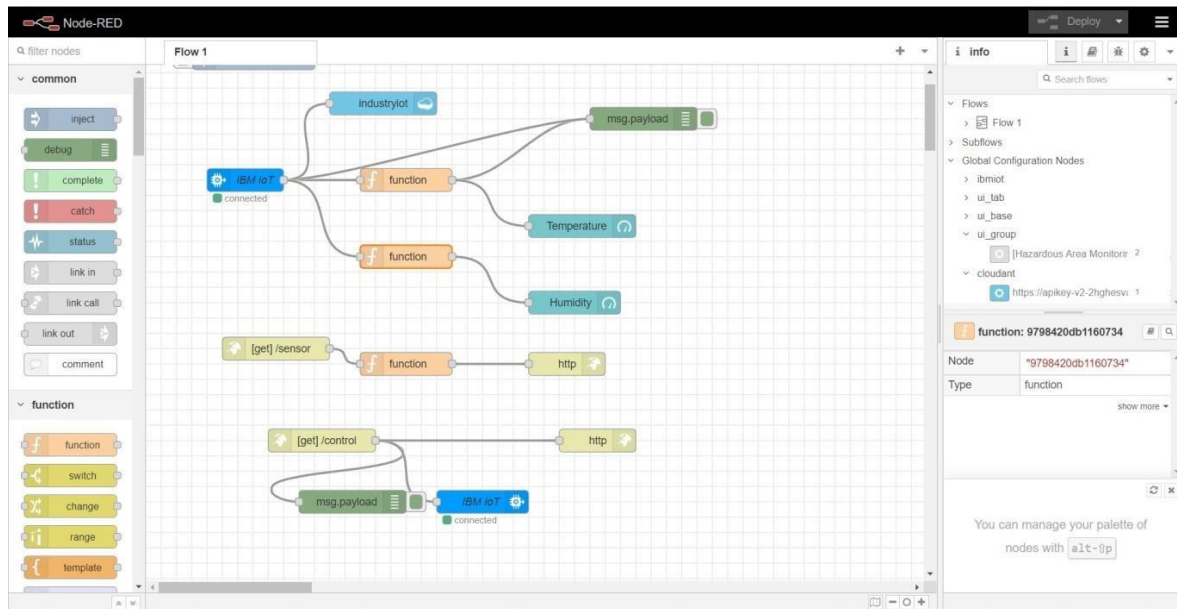 Node-RED
Deploy
filter nodes
common
inject
debug
complete
catch
status
link in
link call
link out
comment
function
function
switch
change
range
template
Flow 1
industryiot
msg.payload
IBM IoT
connected
function
Temperature
function
Humidity
[get] /sensor
function
http
[get] /control
http
msg.payload
IBM IoT
connected
i info
Search flows
Flows
Flow 1
Subflows
Global Configuration Nodes
ibmiot
ui_tab
ui_base
ui_group
[Hazardous Area Monitorir 2
cloudant
1
function: 9798420db1160734
Node "9798420db1160734"
Type function
show more
You can manage your palette of
nodes with alt-⇧p